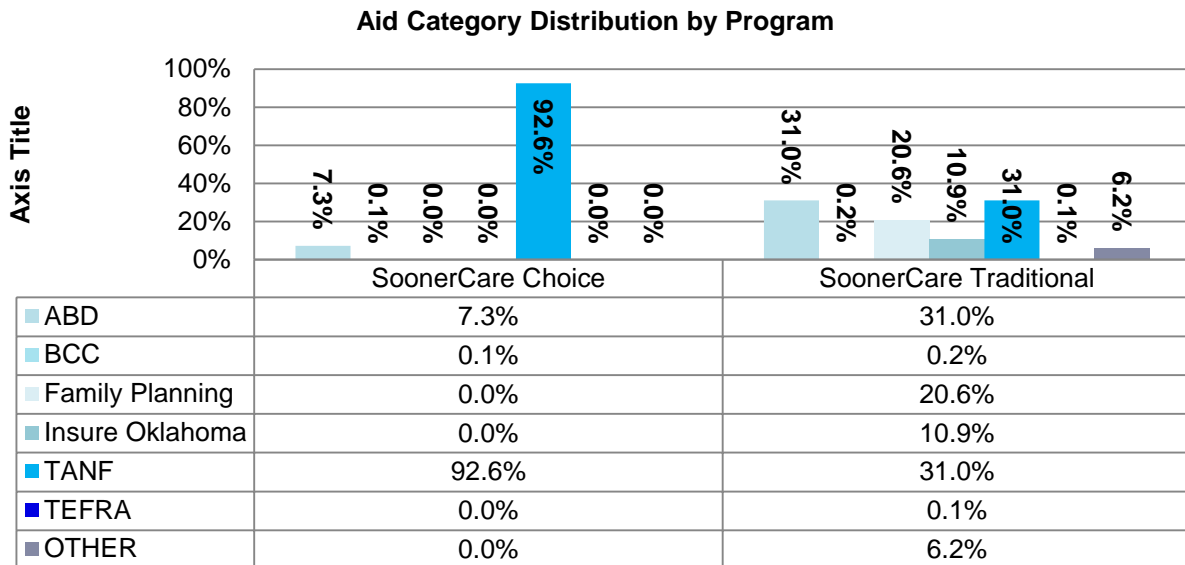 Aid Category Distribution by Program
Axis Title
100%
80%
60%
40%
20%
0%
7.3%
0.1%
0.0%
0.0%
92.6%
0.0%
0.0%
31.0%
0.2%
20.6%
10.9%
31.0%
0.1%
6.2%
SoonerCare Choice SoonerCare Traditional
ABD 7.3% 31.0%
BCC 0.1% 0.2%
Family Planning 0.0% 20.6%
Insure Oklahoma 0.0% 10.9%
TANF 92.6% 31.0%
TEFRA 0.0% 0.1%
OTHER 0.0% 6.2%